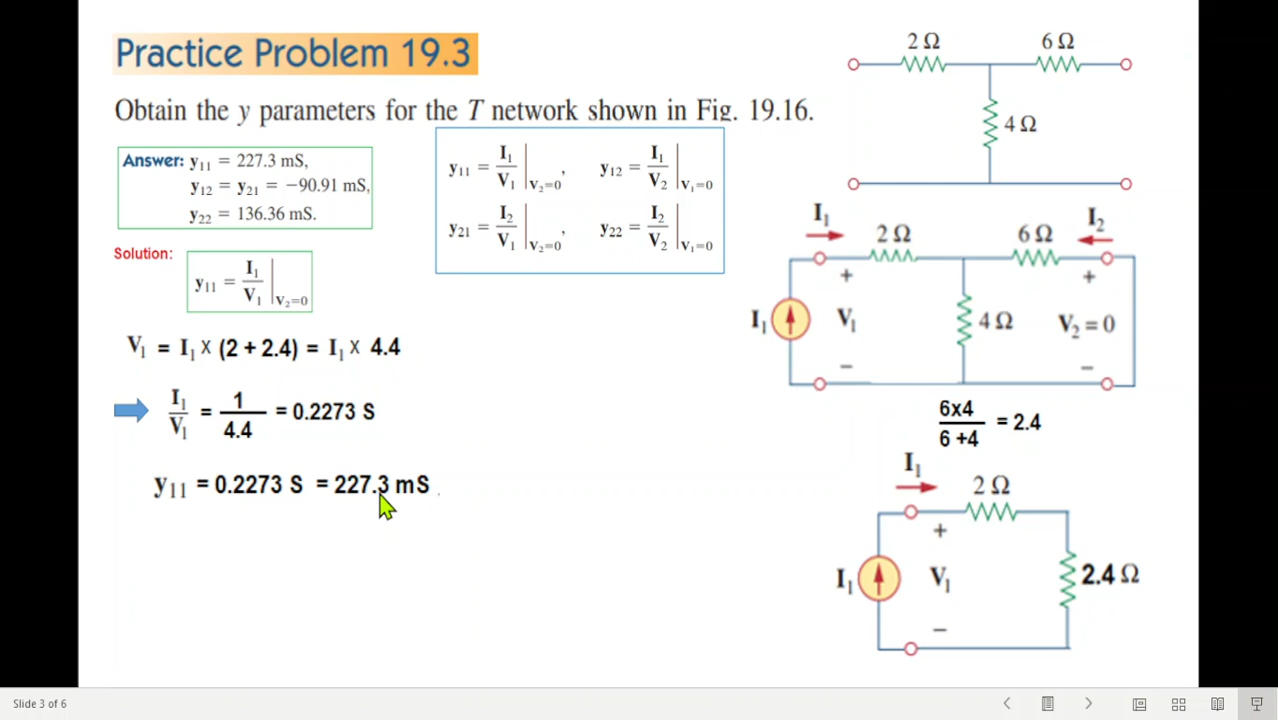 Practice Problem 19.3
Obtain the y parameters for the T network shown in Fig. 19.16.
Answer: y₁₁ = 227.3 mS,
y₁₂ = y₂₁ = −90.91 mS,
y₂₂ = 136.36 mS.
y₁₁ = I₁/V₁ |V₂=0, y₁₂ = I₁/V₂ |V₁=0
y₂₁ = I₂/V₁ |V₂=0, y₂₂ = I₂/V₂ |V₁=0
Solution:
y₁₁ = I₁/V₁ |V₂=0
V₁ = I₁ × (2 + 2.4) = I₁ × 4.4
I₁/V₁ = 1/4.4 = 0.2273 S
y₁₁ = 0.2273 S = 227.3 mS
2 Ω 6 Ω
4 Ω
I₁ I₂
2 Ω 6 Ω
+ +
I₁ V₁ 4 Ω V₂ = 0
− −
6x4
6 +4
= 2.4
I₁
2 Ω
+
I₁ V₁ 2.4 Ω
−
Slide 3 of 6